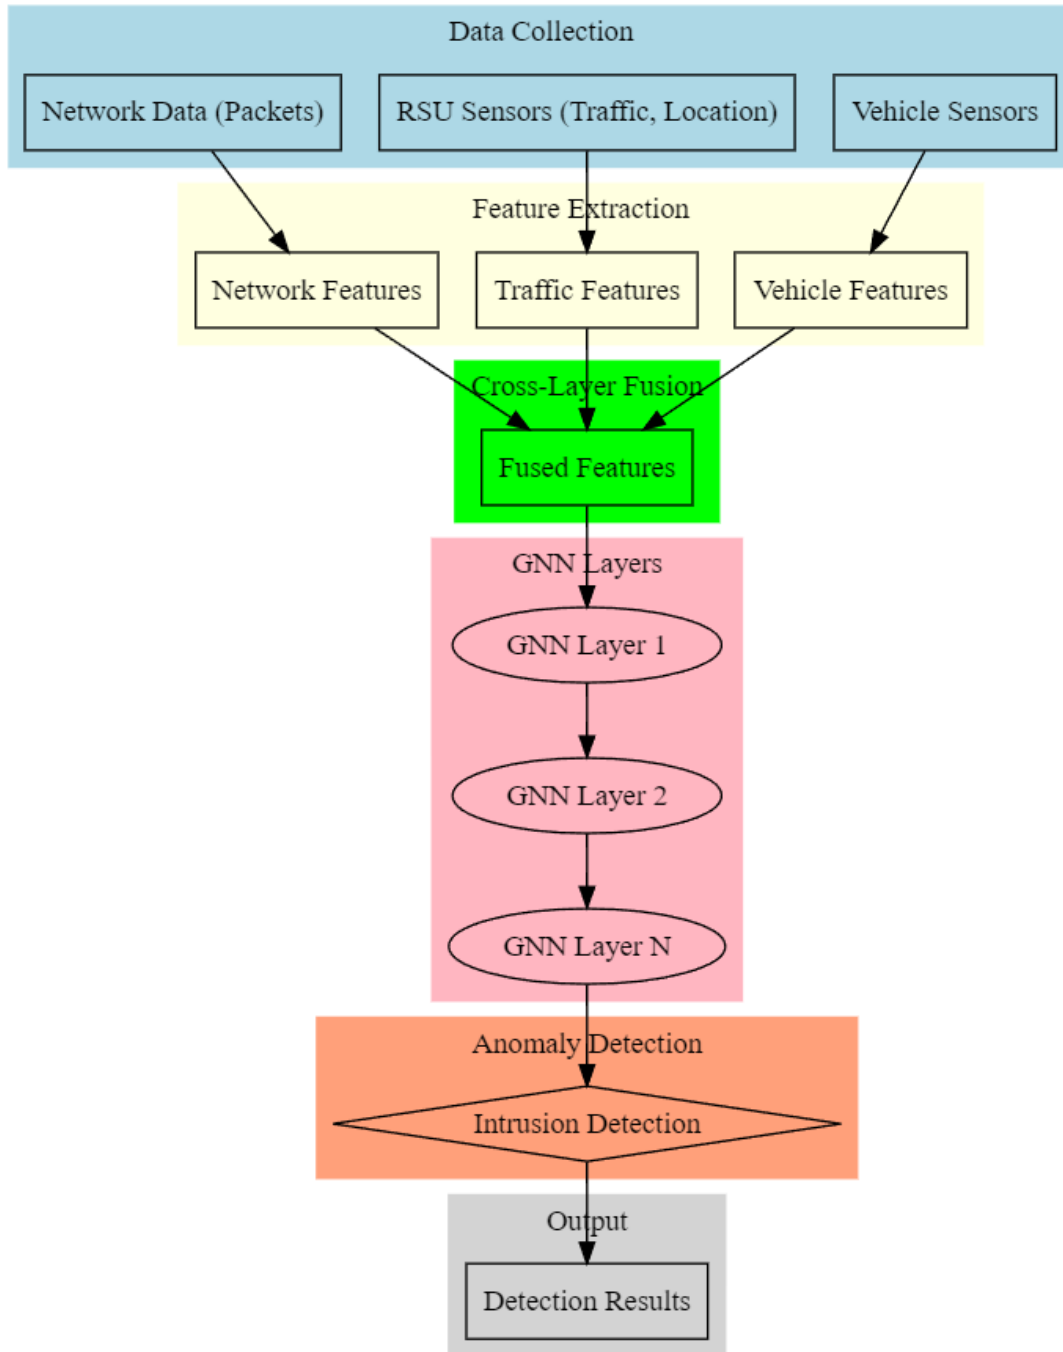 Data Collection
Network Data (Packets)
RSU Sensors (Traffic, Location)
Vehicle Sensors
Feature Extraction
Network Features
Traffic Features
Vehicle Features
Cross-Layer Fusion
Fused Features
GNN Layers
GNN Layer 1
GNN Layer 2
GNN Layer N
Anomaly Detection
Intrusion Detection
Output
Detection Results